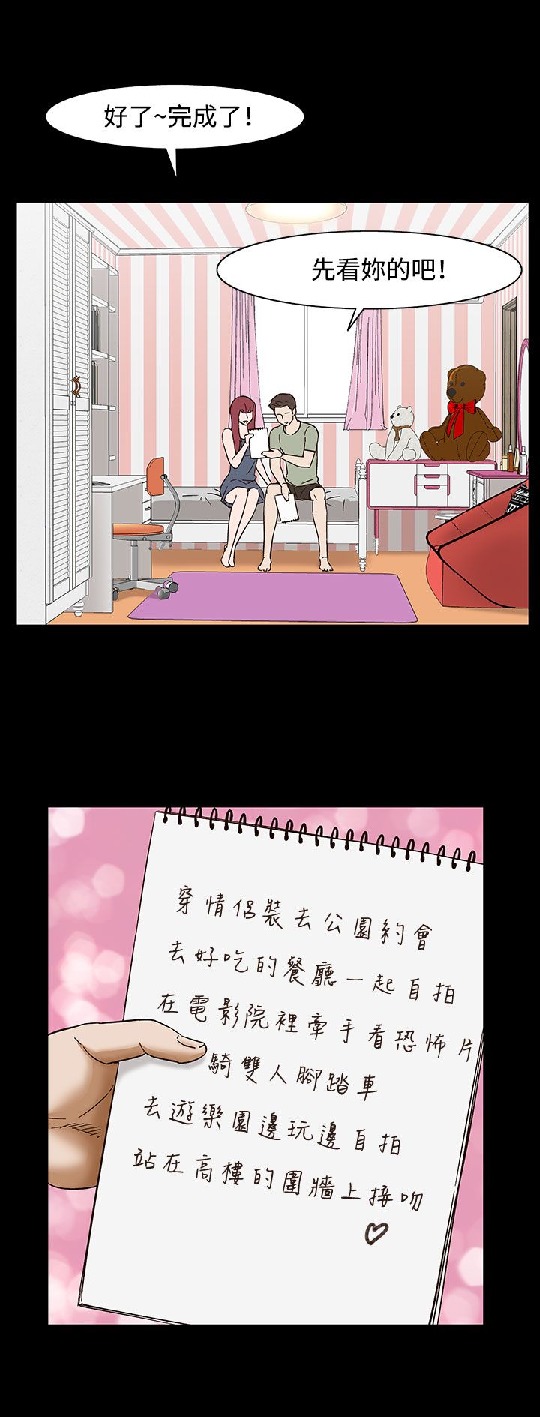 好了~完成了!
先看妳的吧!
穿情侶裝去公園約會
去好吃的餐廳一起自拍
在電影院裡牽手看恐怖片
騎雙人腳踏車
去遊樂園邊玩邊自拍
站在高樓的圍牆上接吻
♡